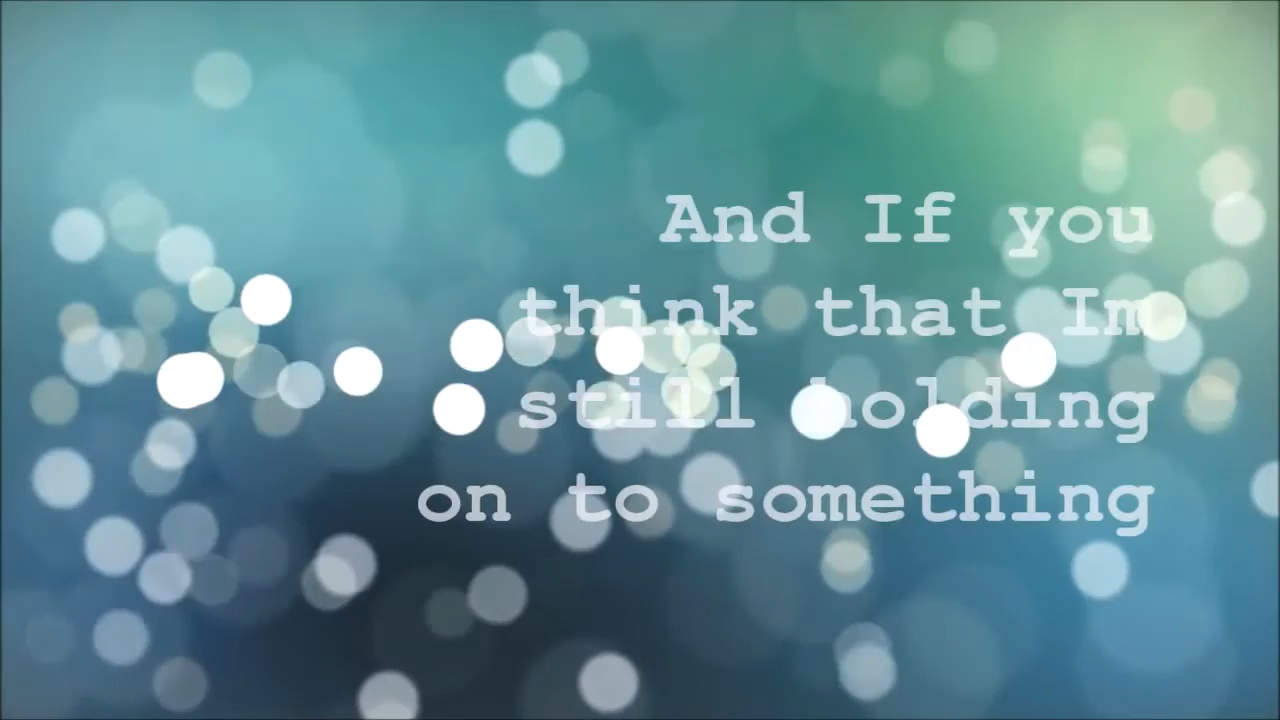 And If you
think that Im
still holding
on to something